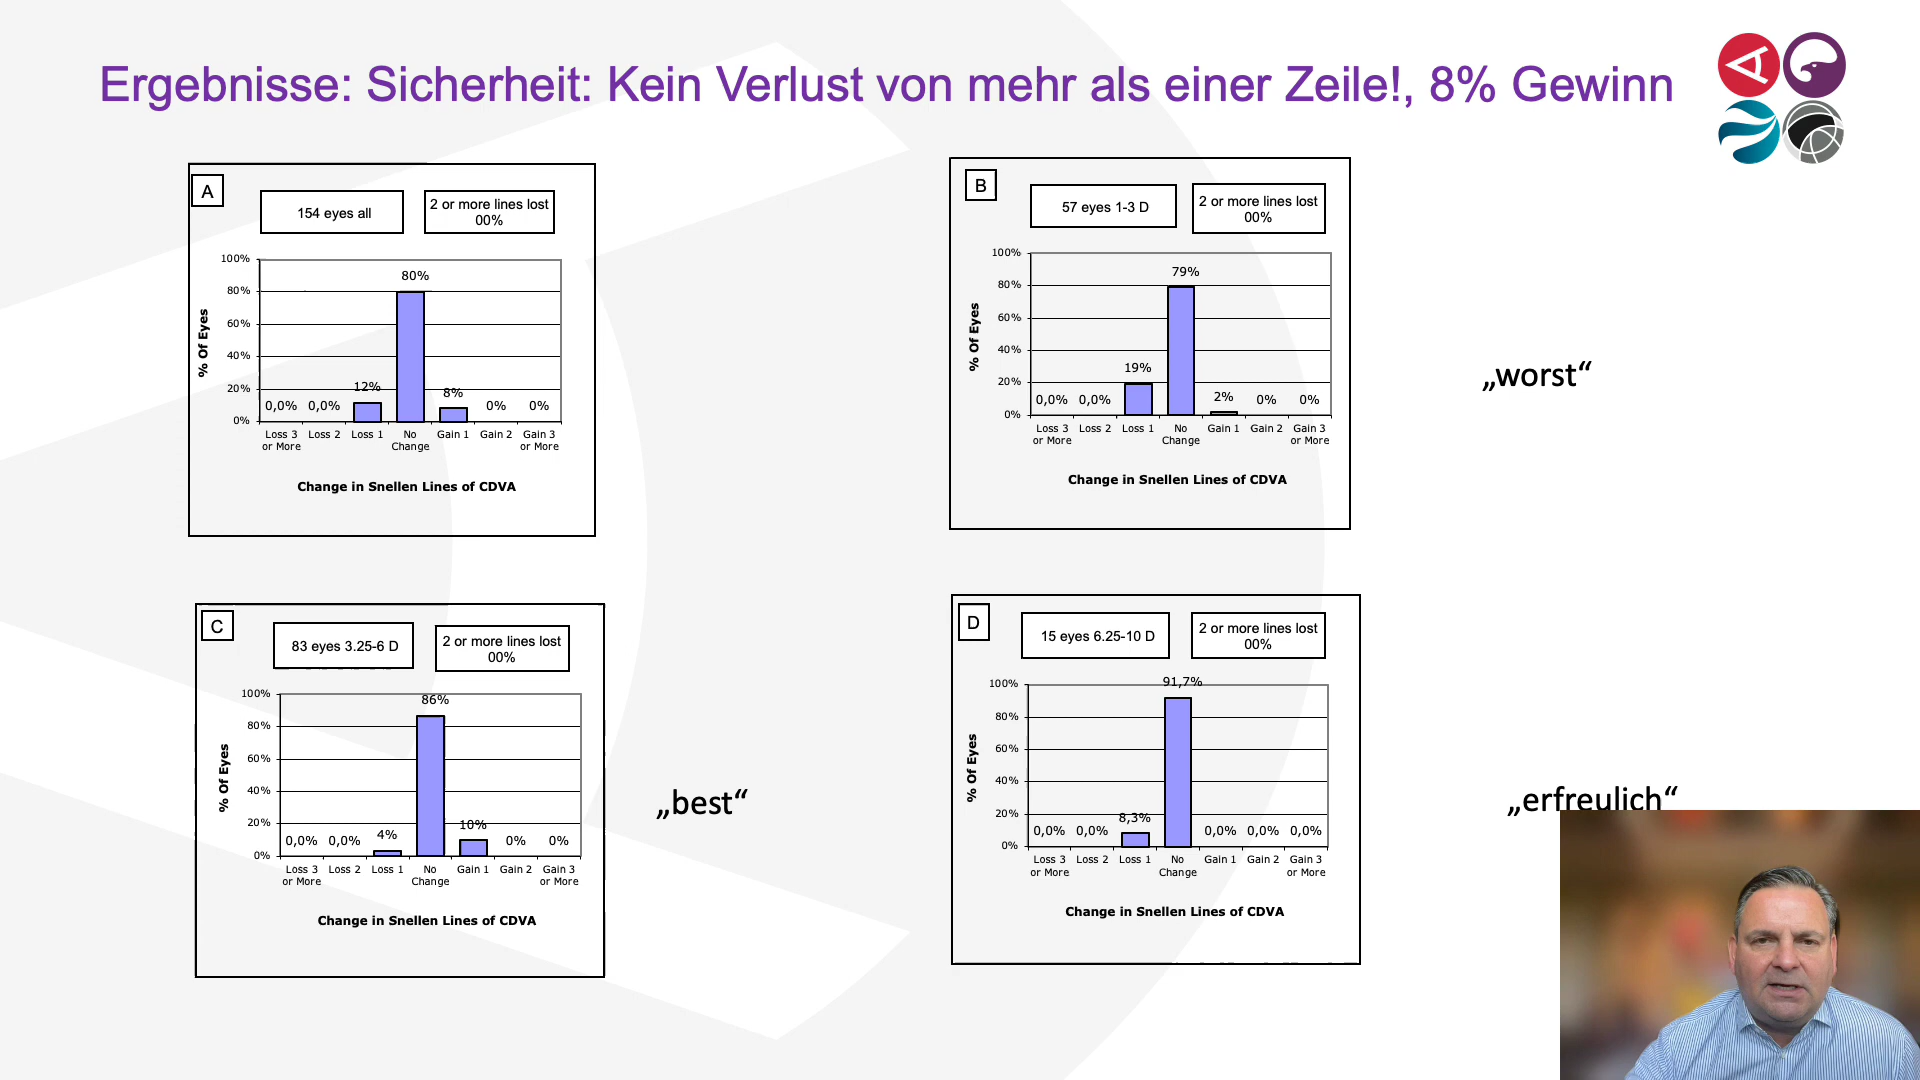 Ergebnisse: Sicherheit: Kein Verlust von mehr als einer Zeile!, 8% Gewinn
A
154 eyes all
2 or more lines lost
00%
100%
80%
60%
40%
20%
0%
% Of Eyes
0,0%
0,0%
12%
80%
8%
0%
0%
Loss 3 or More
Loss 2
Loss 1
No Change
Gain 1
Gain 2
Gain 3 or More
Change in Snellen Lines of CDVA
B
57 eyes 1-3 D
2 or more lines lost
00%
100%
80%
60%
40%
20%
0%
% Of Eyes
0,0%
0,0%
19%
79%
2%
0%
0%
Loss 3 or More
Loss 2
Loss 1
No Change
Gain 1
Gain 2
Gain 3 or More
Change in Snellen Lines of CDVA
„worst“
C
83 eyes 3.25-6 D
2 or more lines lost
00%
100%
80%
60%
40%
20%
0%
% Of Eyes
0,0%
0,0%
4%
86%
10%
0%
0%
Loss 3 or More
Loss 2
Loss 1
No Change
Gain 1
Gain 2
Gain 3 or More
Change in Snellen Lines of CDVA
„best“
D
15 eyes 6.25-10 D
2 or more lines lost
00%
100%
80%
60%
40%
20%
0%
% Of Eyes
0,0%
0,0%
8,3%
91,7%
0,0%
0,0%
0,0%
Loss 3 or More
Loss 2
Loss 1
No Change
Gain 1
Gain 2
Gain 3 or More
Change in Snellen Lines of CDVA
„erfreulich“